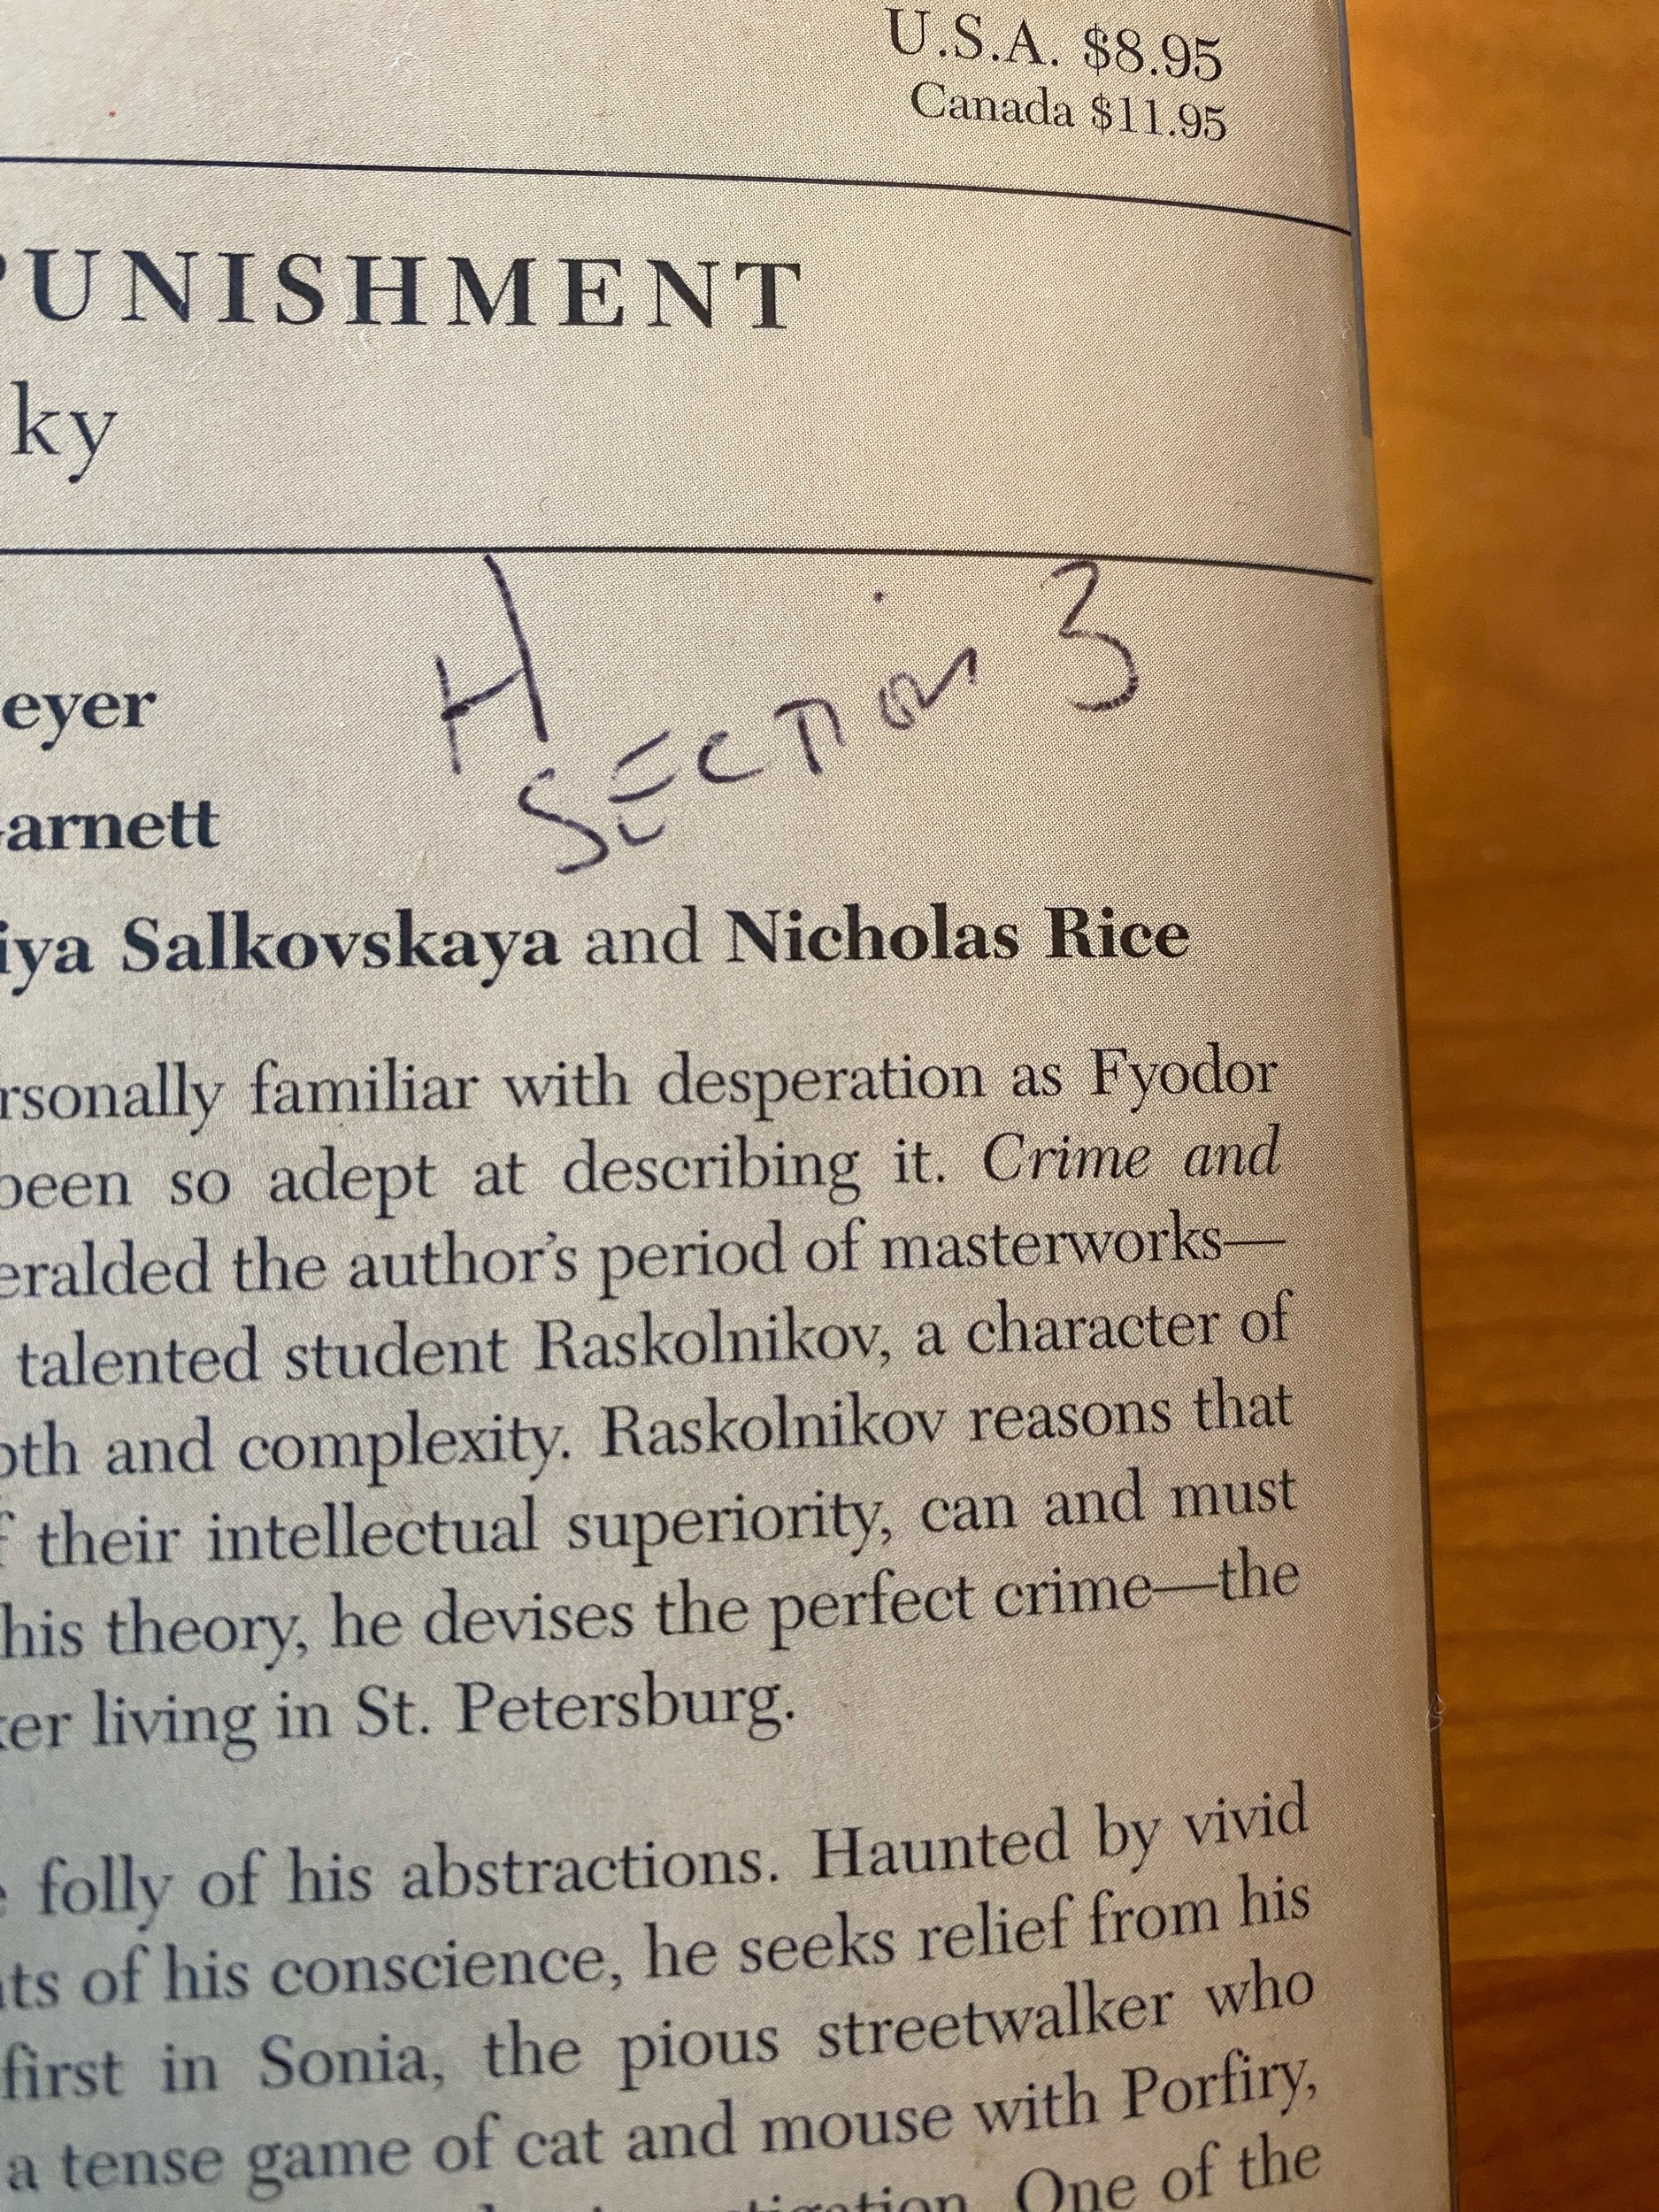 U.S.A. $8.95
Canada $11.95
PUNISHMENT
ky
H
SECTION 3
eyer
arnett
iya Salkovskaya and Nicholas Rice
rsonally familiar with desperation as Fyodor
been so adept at describing it. Crime and
eralded the author's period of masterworks—
talented student Raskolnikov, a character of
pth and complexity. Raskolnikov reasons that
f their intellectual superiority, can and must
his theory, he devises the perfect crime—the
er living in St. Petersburg.
e folly of his abstractions. Haunted by vivid
ts of his conscience, he seeks relief from his
first in Sonia, the pious streetwalker who
a tense game of cat and mouse with Porfiry,
One of the